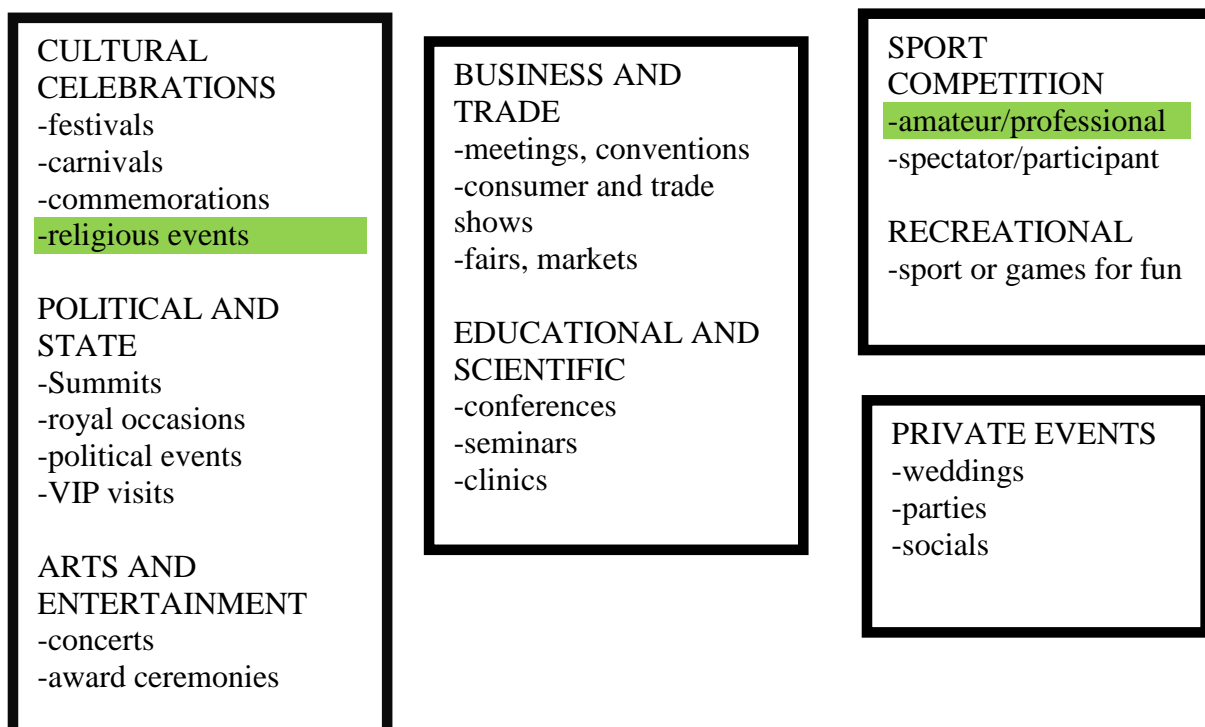 CULTURAL
CELEBRATIONS
-festivals
-carnivals
-commemorations
-religious events
POLITICAL AND
STATE
-Summits
-royal occasions
-political events
-VIP visits
ARTS AND
ENTERTAINMENT
-concerts
-award ceremonies
BUSINESS AND
TRADE
-meetings, conventions
-consumer and trade
shows
-fairs, markets
EDUCATIONAL AND
SCIENTIFIC
-conferences
-seminars
-clinics
SPORT
COMPETITION
-amateur/professional
-spectator/participant
RECREATIONAL
-sport or games for fun
PRIVATE EVENTS
-weddings
-parties
-socials